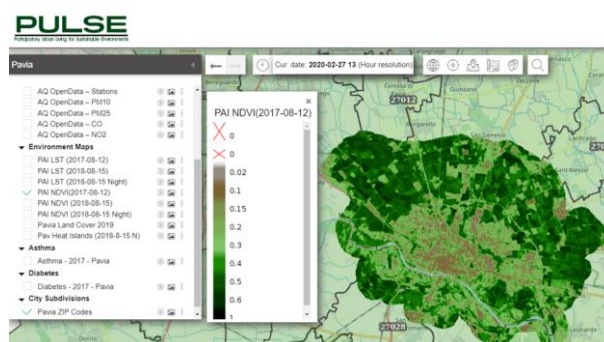 PULSE
Participatory Urban Living for Sustainable Environments
Pavia
Cur. date: 2020-02-27 13 (Hour resolution)
AQ OpenData – Stations
AQ OpenData – PM10
AQ OpenData – PM25
AQ OpenData – CO
AQ OpenData – NO2
Environment Maps
PAI LST (2017-08-12)
PAI LST (2018-08-15)
PAI LST (2018-08-15 Night)
PAI NDVI(2017-08-12)
PAI NDVI (2018-08-15)
PAI NDVI (2018-08-15 Night)
Pavia Land Cover 2019
Pav Heat Islands (2018-8-15 N)
Asthma
Asthma - 2017 - Pavia
Diabetes
Diabetes - 2017 - Pavia
City Subdivisions
Pavia ZIP Codes
PAI NDVI(2017-08-12)
0
0
0.02
0.1
0.15
0.2
0.3
0.4
0.5
0.6
1
Bereguardo
Certosa di
27012
Borgarello
San Genesio
27028